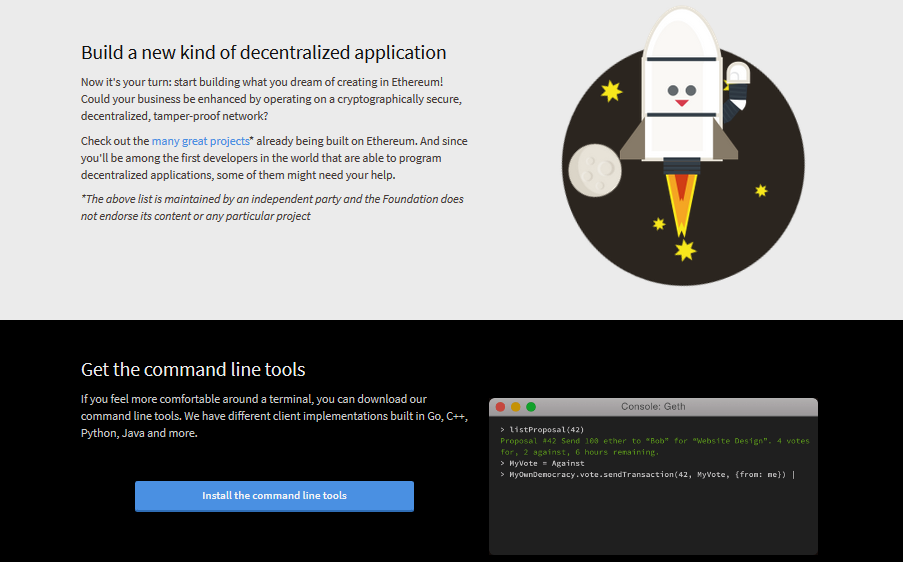 Build a new kind of decentralized application
Now it's your turn: start building what you dream of creating in Ethereum!
Could your business be enhanced by operating on a cryptographically secure,
decentralized, tamper-proof network?
Check out the many great projects* already being built on Ethereum. And since
you'll be among the first developers in the world that are able to program
decentralized applications, some of them might need your help.
*The above list is maintained by an independent party and the Foundation does
not endorse its content or any particular project
Get the command line tools
If you feel more comfortable around a terminal, you can download our
command line tools. We have different client implementations built in Go, C++,
Python, Java and more.
Install the command line tools
Console: Geth
> listProposal(42)
Proposal #42 Send 100 ether to “Bob” for “Website Design”. 4 votes
for, 2 against, 6 hours remaining.
> MyVote = Against
> MyOwnDemocracy.vote.sendTransaction(42, MyVote, {from: me}) |